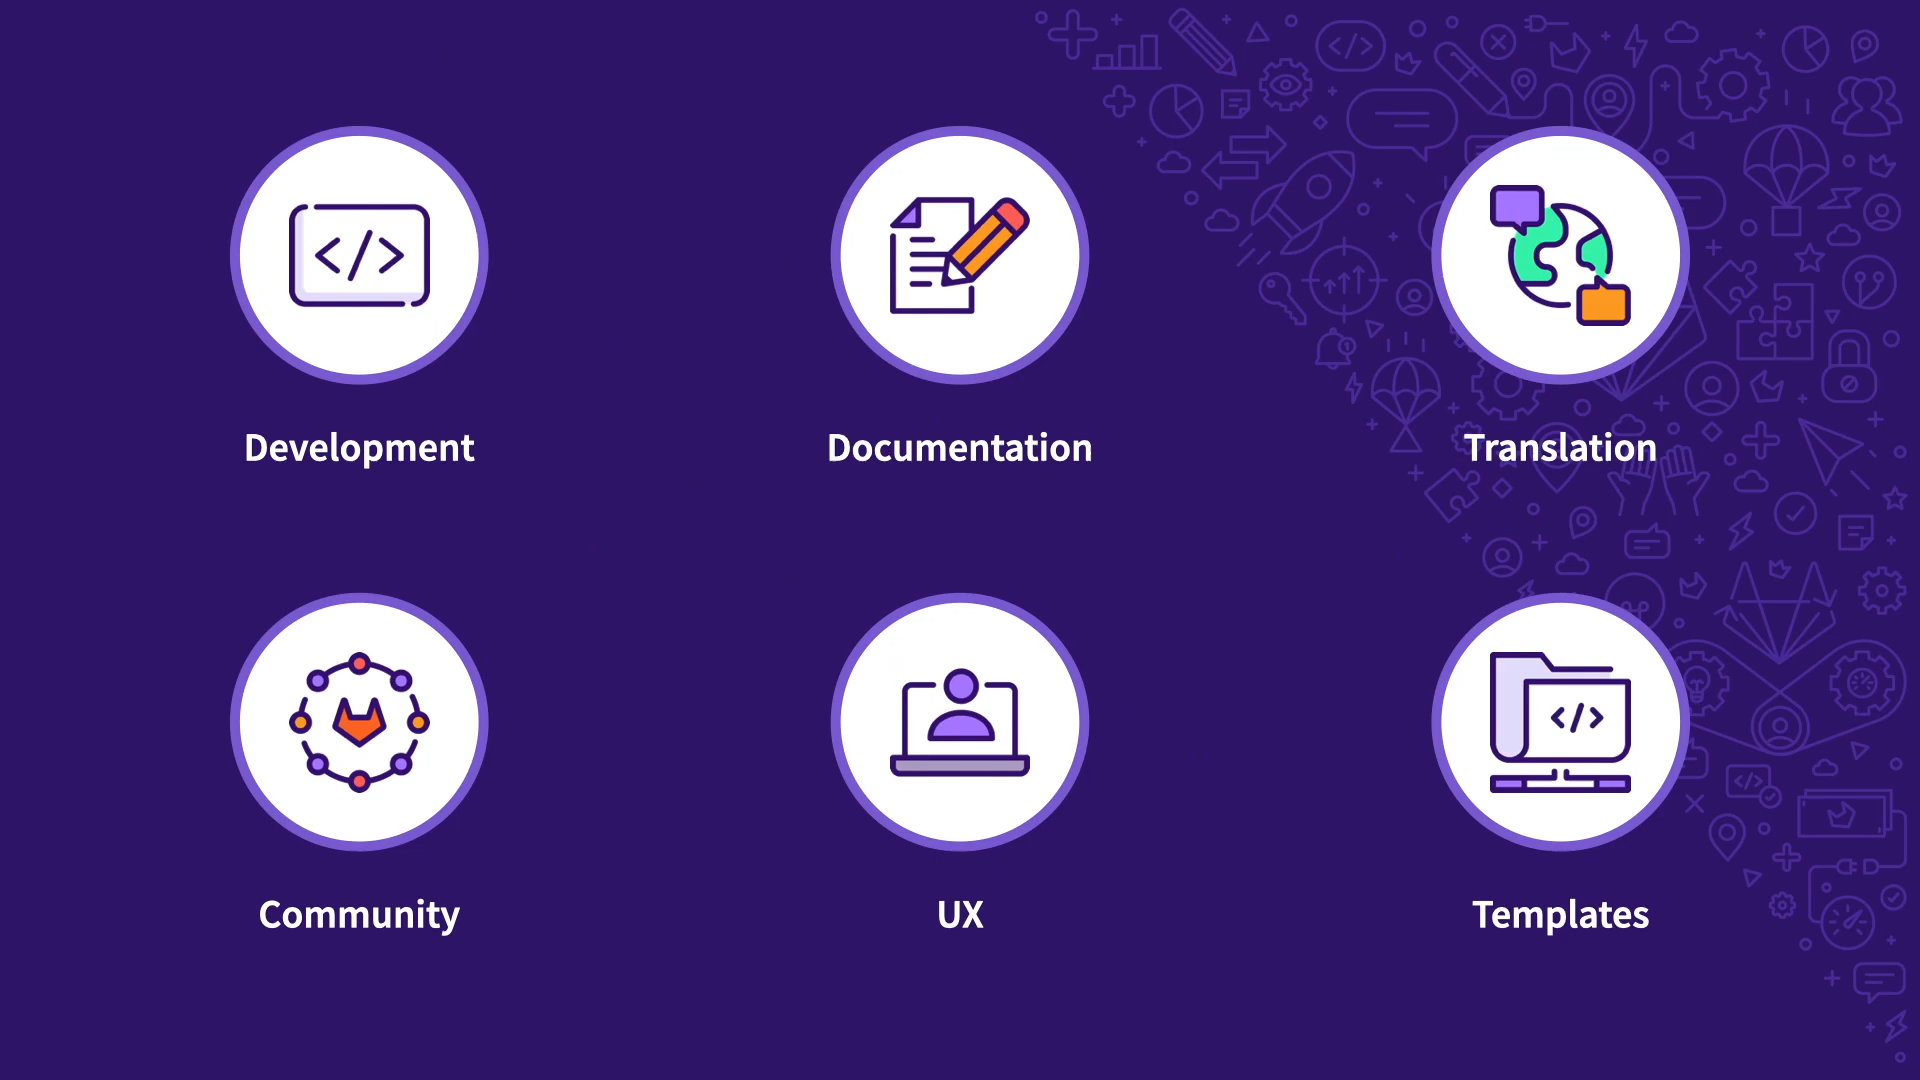 Development
Documentation
Translation
Community
UX
Templates